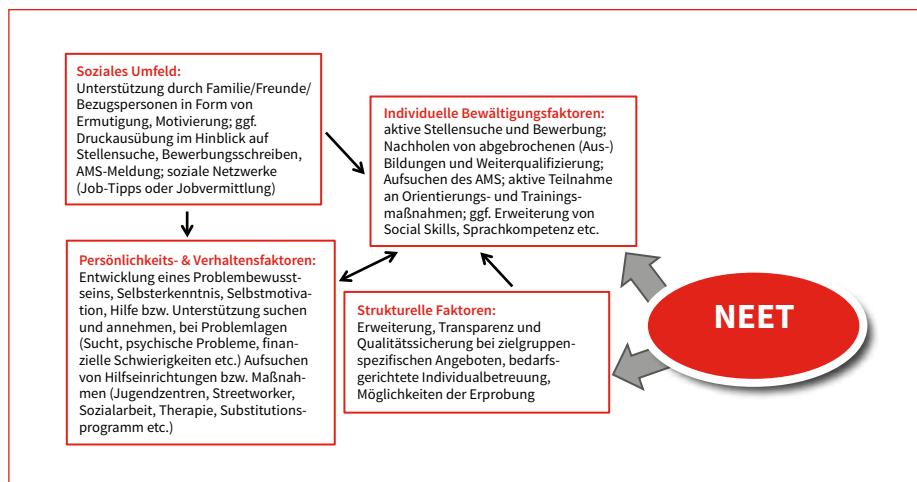 Soziales Umfeld:
Unterstützung durch Familie/Freunde/
Bezugspersonen in Form von
Ermutigung, Motivierung; ggf.
Druckausübung im Hinblick auf
Stellensuche, Bewerbungsschreiben,
AMS-Meldung; soziale Netzwerke
(Job-Tipps oder Jobvermittlung)
Individuelle Bewältigungsfaktoren:
aktive Stellensuche und Bewerbung;
Nachholen von abgebrochenen (Aus-)
Bildungen und Weiterqualifizierung;
Aufsuchen des AMS; aktive Teilnahme
an Orientierungs- und Trainings-
maßnahmen; ggf. Erweiterung von
Social Skills, Sprachkompetenz etc.
Persönlichkeits- & Verhaltensfaktoren:
Entwicklung eines Problembewusst-
seins, Selbsterkenntnis, Selbstmotiva-
tion, Hilfe bzw. Unterstützung suchen
und annehmen, bei Problemlagen
(Sucht, psychische Probleme, finan-
zielle Schwierigkeiten etc.) Aufsuchen
von Hilfseinrichtungen bzw. Maßnah-
men (Jugendzentren, Streetworker,
Sozialarbeit, Therapie, Substitutions-
programm etc.)
Strukturelle Faktoren:
Erweiterung, Transparenz und
Qualitätssicherung bei zielgruppen-
spezifischen Angeboten, bedarfs-
gerichtete Individualbetreuung,
Möglichkeiten der Erprobung
NEET